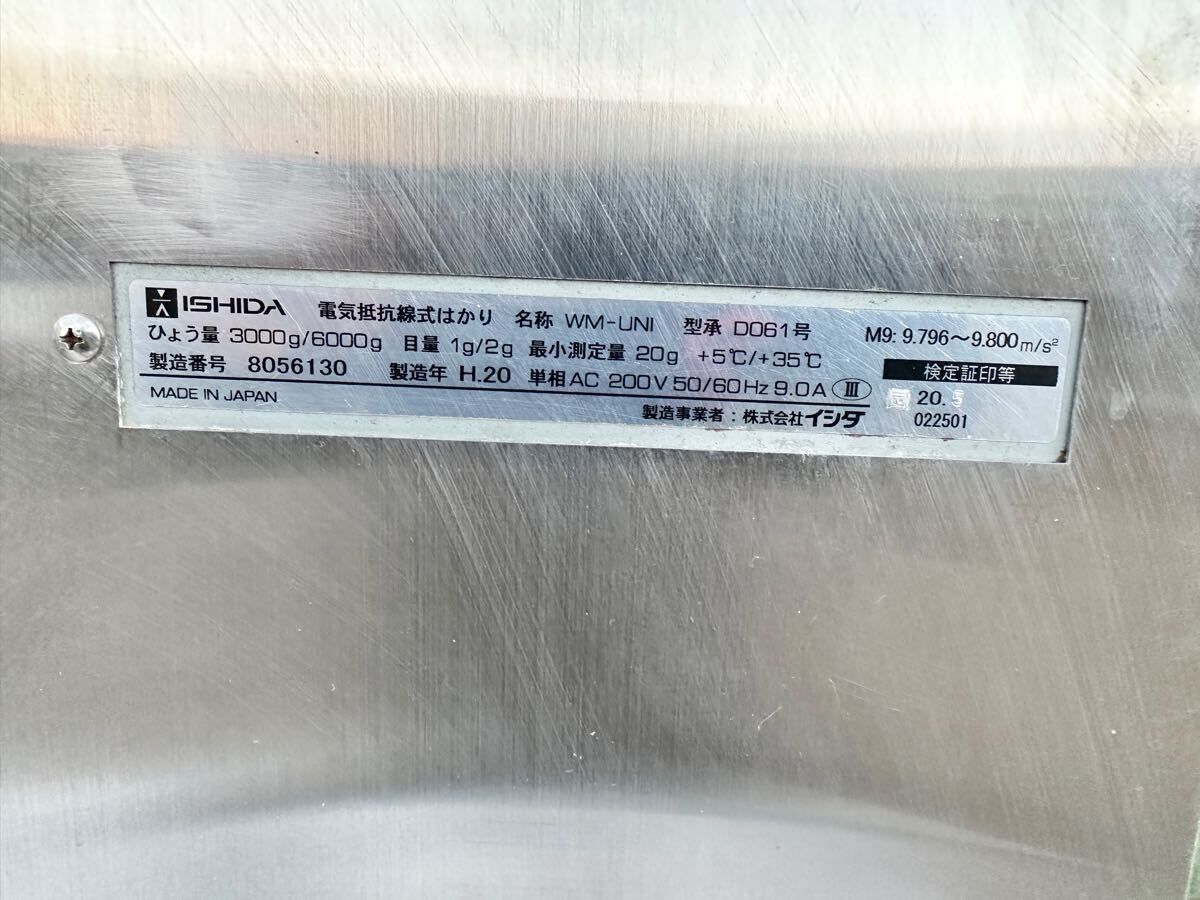 ISHIDA 電気抵抗線式はかり 名称 WM-UNI 型承 D061号 M9: 9.796〜9.800m/s²
ひょう量 3000g/6000g 目量 1g/2g 最小測定量 20g +5℃/+35℃ 検定証印等
製造番号 8056130 製造年 H.20 単相 AC 200V 50/60Hz 9.0A Ⅲ 20.5
MADE IN JAPAN 製造事業者：株式会社イシダ 022501